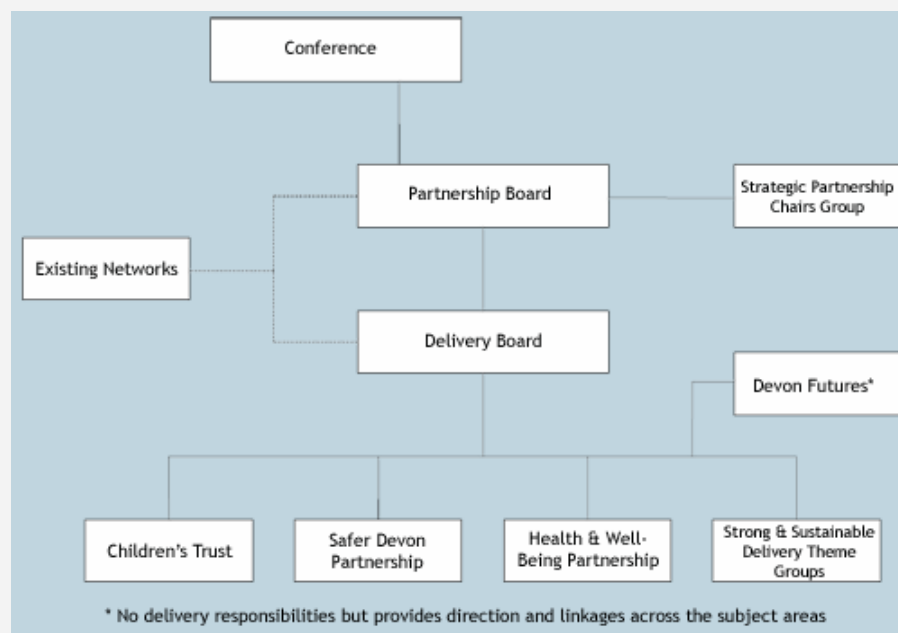 Conference
Partnership Board
Strategic Partnership
Chairs Group
Existing Networks
Delivery Board
Devon Futures*
Children's Trust
Safer Devon
Partnership
Health & Well-
Being Partnership
Strong & Sustainable
Delivery Theme
Groups
* No delivery responsibilities but provides direction and linkages across the subject areas